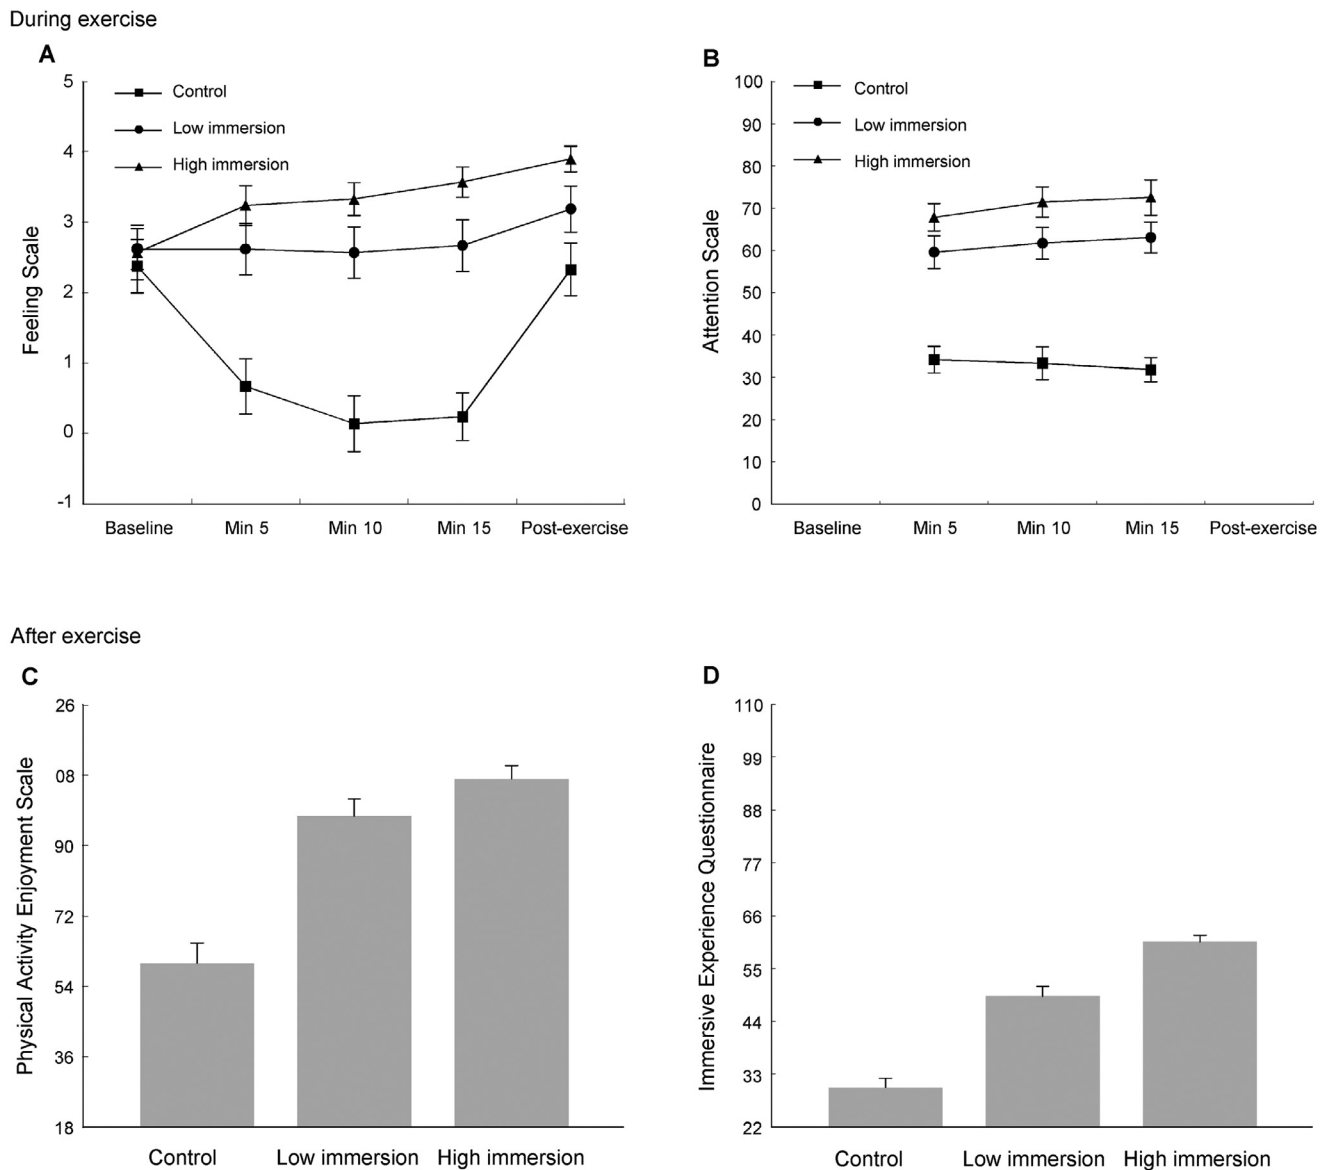 During exercise
A
5
4
3
2
1
0
-1
Feeling Scale
Control
Low immersion
High immersion
Baseline
Min 5
Min 10
Min 15
Post-exercise
B
100
90
80
70
60
50
40
30
20
10
0
Attention Scale
Control
Low immersion
High immersion
Baseline
Min 5
Min 10
Min 15
Post-exercise
After exercise
C
26
08
90
72
54
36
18
Physical Activity Enjoyment Scale
Control
Low immersion
High immersion
D
110
99
88
77
66
55
44
33
22
Immersive Experience Questionnaire
Control
Low immersion
High immersion